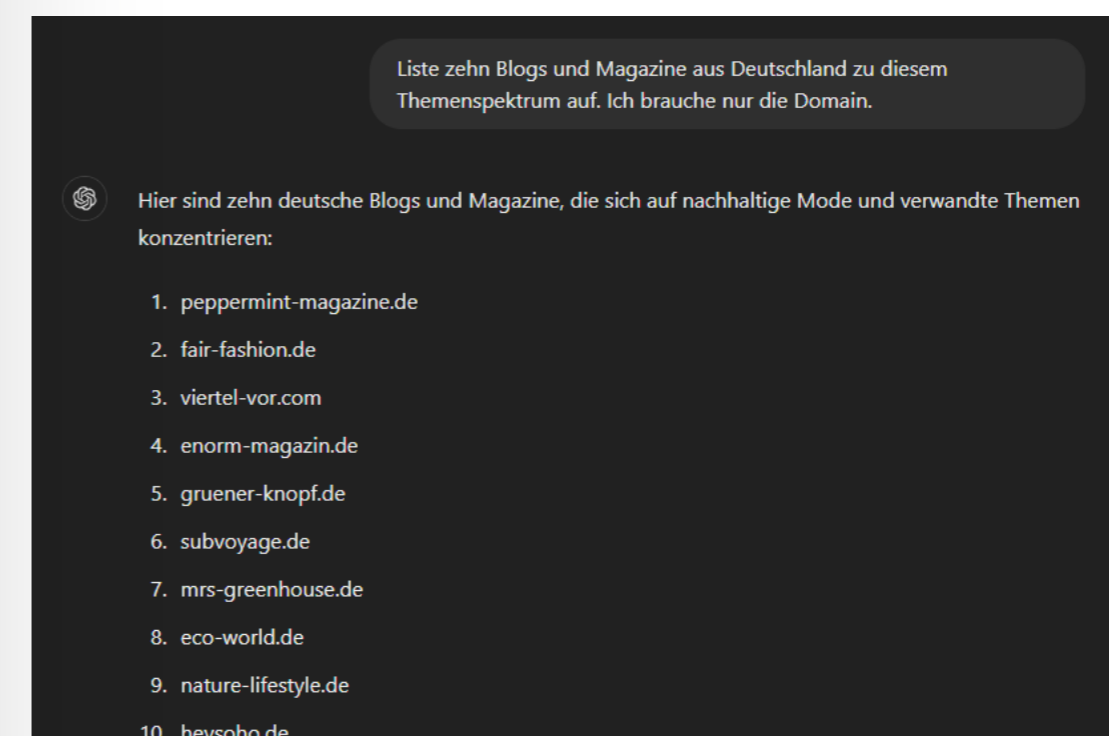 Liste zehn Blogs und Magazine aus Deutschland zu diesem
Themenspektrum auf. Ich brauche nur die Domain.
Hier sind zehn deutsche Blogs und Magazine, die sich auf nachhaltige Mode und verwandte Themen
konzentrieren:
1. peppermint-magazine.de
2. fair-fashion.de
3. viertel-vor.com
4. enorm-magazin.de
5. gruener-knopf.de
6. subvoyage.de
7. mrs-greenhouse.de
8. eco-world.de
9. nature-lifestyle.de
10. heysoho.de